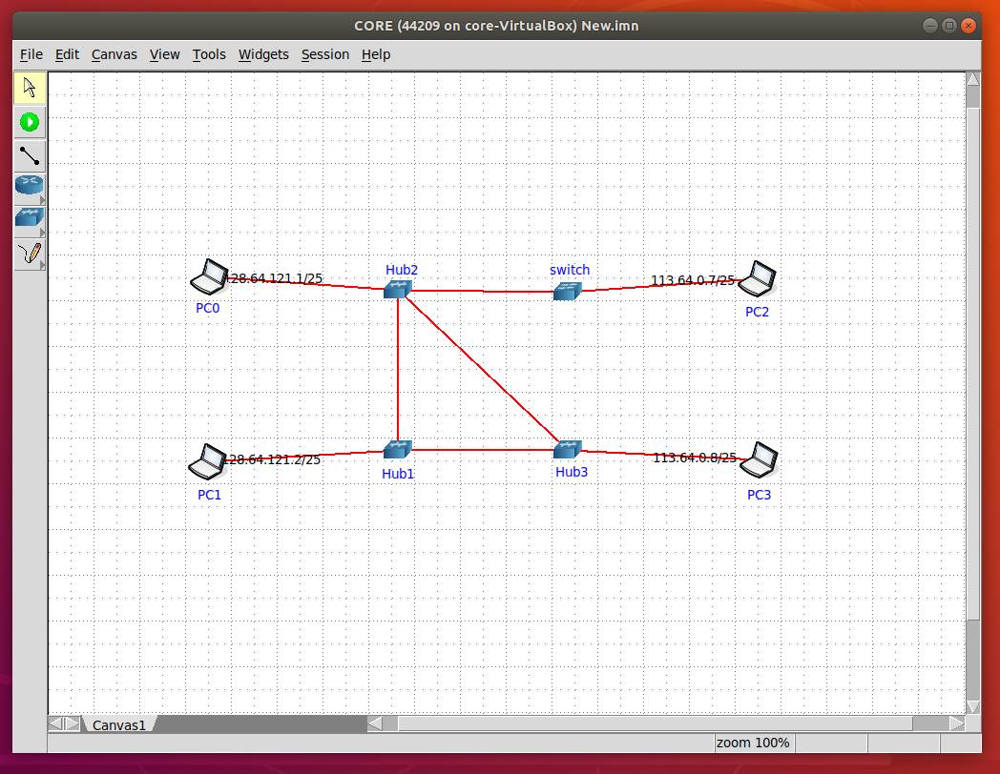 CORE (44209 on core-VirtualBox) New.imn
File Edit Canvas View Tools Widgets Session Help
Hub2 switch
28.64.121.1/25 113.64.0.7/25
PC0 PC2
Hub1 Hub3
28.64.121.2/25 113.64.0.8/25
PC1 PC3
Canvas1
zoom 100%